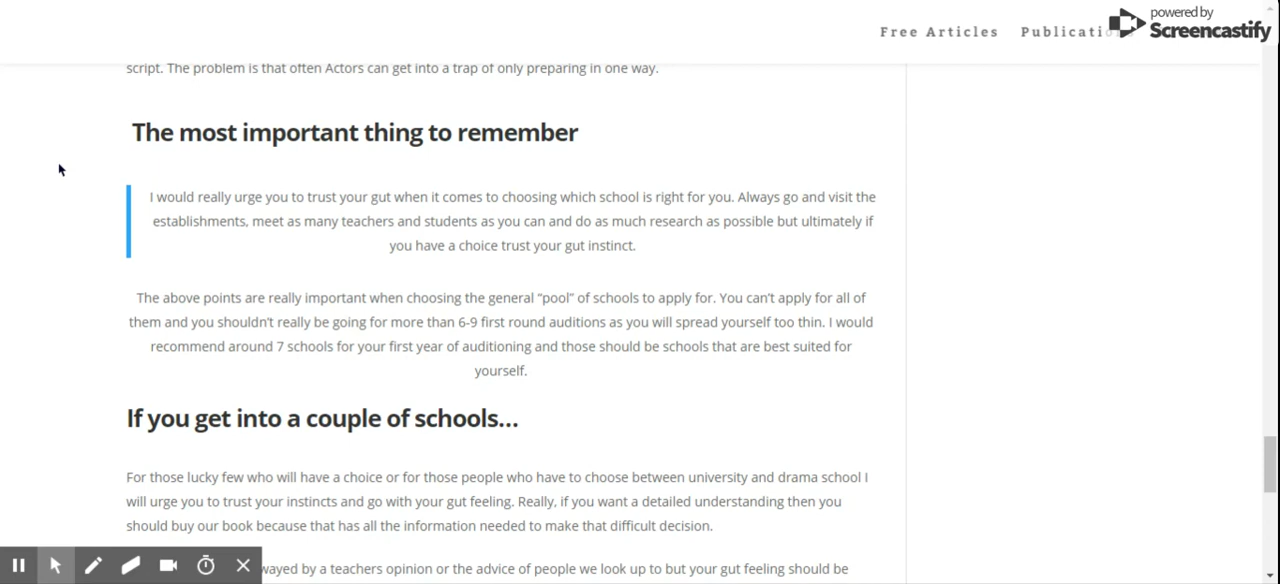 powered by
Screencastify
Free Articles Publicati
script. The problem is that often Actors can get into a trap of only preparing in one way.
The most important thing to remember
I would really urge you to trust your gut when it comes to choosing which school is right for you. Always go and visit the
establishments, meet as many teachers and students as you can and do as much research as possible but ultimately if
you have a choice trust your gut instinct.
The above points are really important when choosing the general “pool” of schools to apply for. You can’t apply for all of
them and you shouldn’t really be going for more than 6-9 first round auditions as you will spread yourself too thin. I would
recommend around 7 schools for your first year of auditioning and those should be schools that are best suited for
yourself.
If you get into a couple of schools...
For those lucky few who will have a choice or for those people who have to choose between university and drama school I
will urge you to trust your instincts and go with your gut feeling. Really, if you want a detailed understanding then you
should buy our book because that has all the information needed to make that difficult decision.
wayed by a teachers opinion or the advice of people we look up to but your gut feeling should be